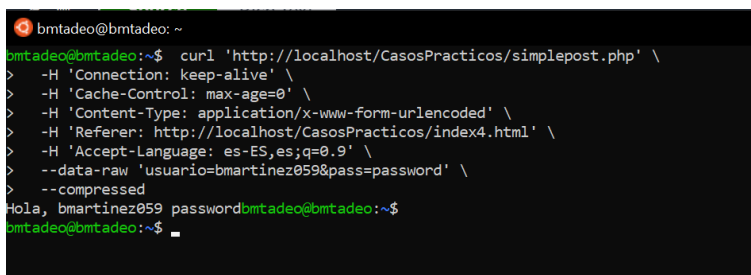 bmtadeo@bmtadeo: ~
bmtadeo@bmtadeo:~$ curl 'http://localhost/CasosPracticos/simplepost.php' \
> -H 'Connection: keep-alive' \
> -H 'Cache-Control: max-age=0' \
> -H 'Content-Type: application/x-www-form-urlencoded' \
> -H 'Referer: http://localhost/CasosPracticos/index4.html' \
> -H 'Accept-Language: es-ES,es;q=0.9' \
> --data-raw 'usuario=bmartinez059&pass=password' \
> --compressed
Hola, bmartinez059 passwordbmtadeo@bmtadeo:~$
bmtadeo@bmtadeo:~$